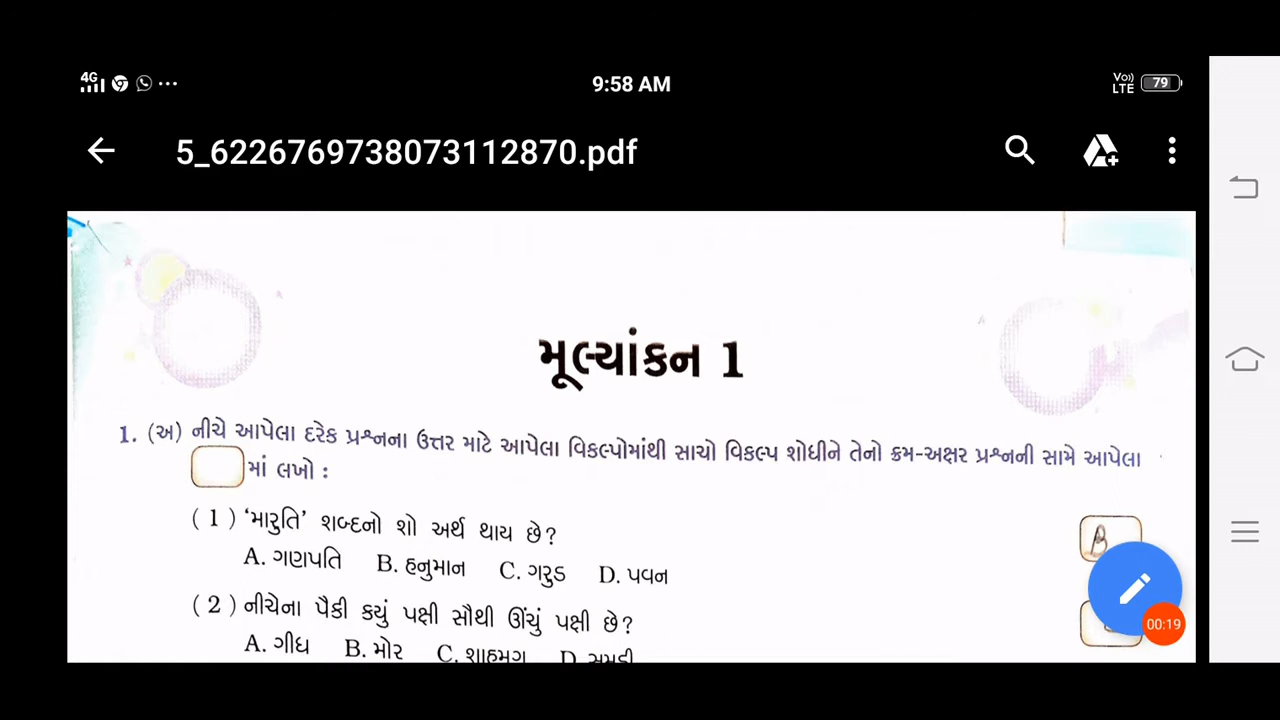 4G
9:58 AM
Vo))
LTE
79
5_6226769738073112870.pdf
મૂલ્યાંકન 1
1. (અ) નીચે આપેલા દરેક પ્રશ્નના ઉત્તર માટે આપેલા વિકલ્પોમાંથી સાચો વિકલ્પ શોધીને તેનો ક્રમ-અક્ષર પ્રશ્નની સામે આપેલા
માં લખો :
( 1 ) ‘મારુતિ’ શબ્દનો શો અર્થ થાય છે?
A. ગણપતિ B. હનુમાન C. ગરુડ D. પવન
( 2 ) નીચેના પૈકી કયું પક્ષી સૌથી ઊંચું પક્ષી છે?
A. ગીધ B. મોર C. શાહમૃગ D. સમડી
00:19